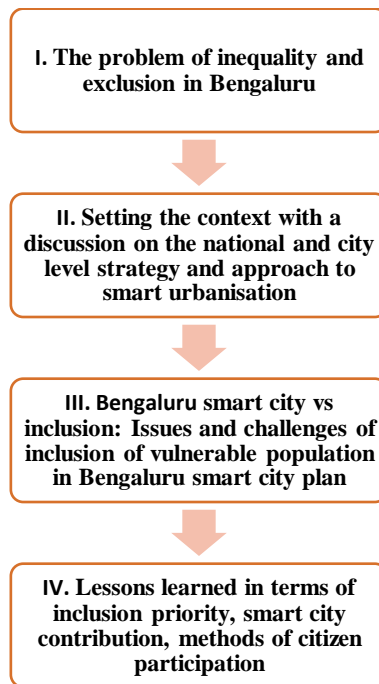 I. The problem of inequality and
exclusion in Bengaluru
II. Setting the context with a
discussion on the national and city
level strategy and approach to
smart urbanisation
III. Bengaluru smart city vs
inclusion: Issues and challenges of
inclusion of vulnerable population
in Bengaluru smart city plan
IV. Lessons learned in terms of
inclusion priority, smart city
contribution, methods of citizen
participation